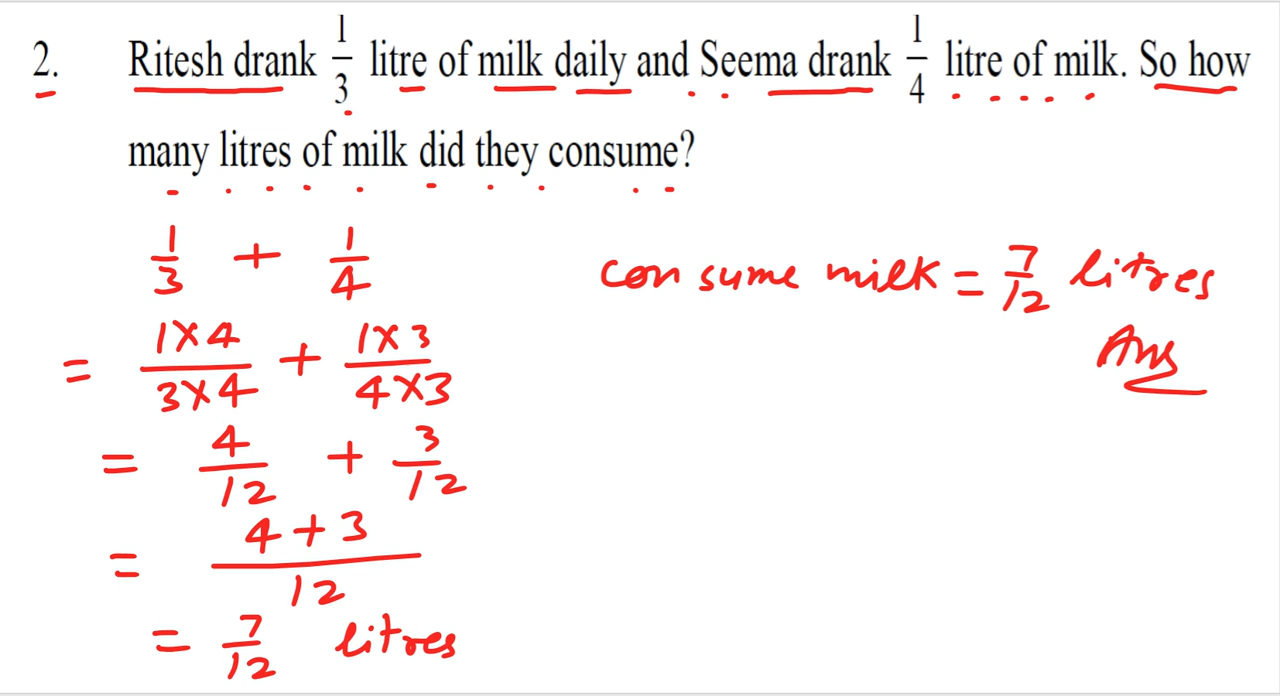 2. Ritesh drank 1/3 litre of milk daily and Seema drank 1/4 litre of milk. So how
many litres of milk did they consume?
1/3 + 1/4
= 1×4/3×4 + 1×3/4×3
= 4/12 + 3/12
= 4+3/12
= 7/12 litres
consume milk = 7/12 litres
Ans